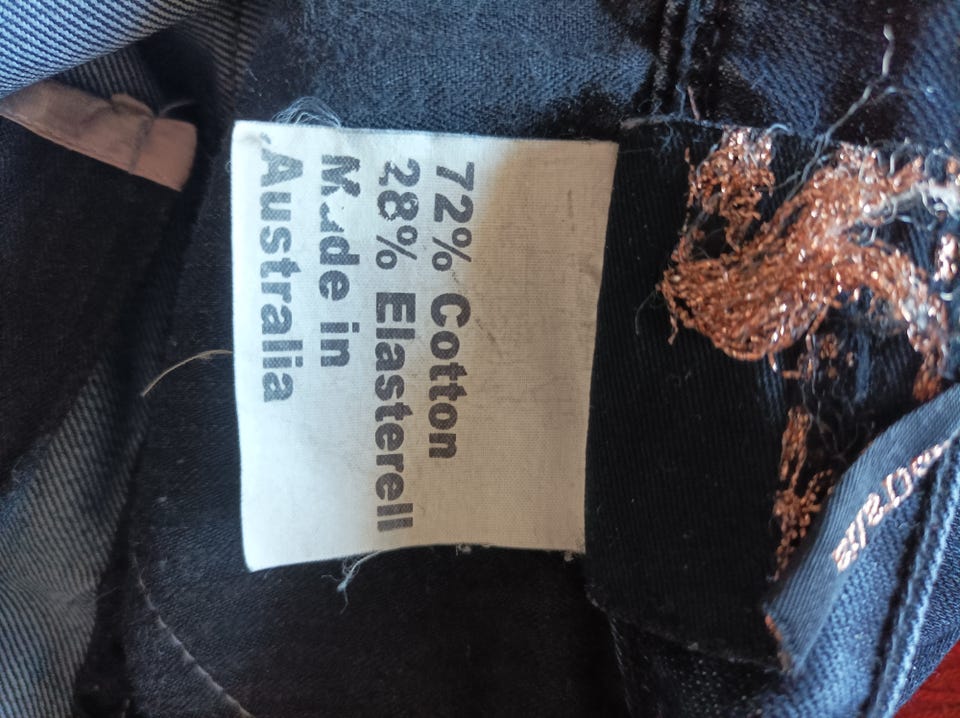 72% Cotton
28% Elasterell
Made in
Australia